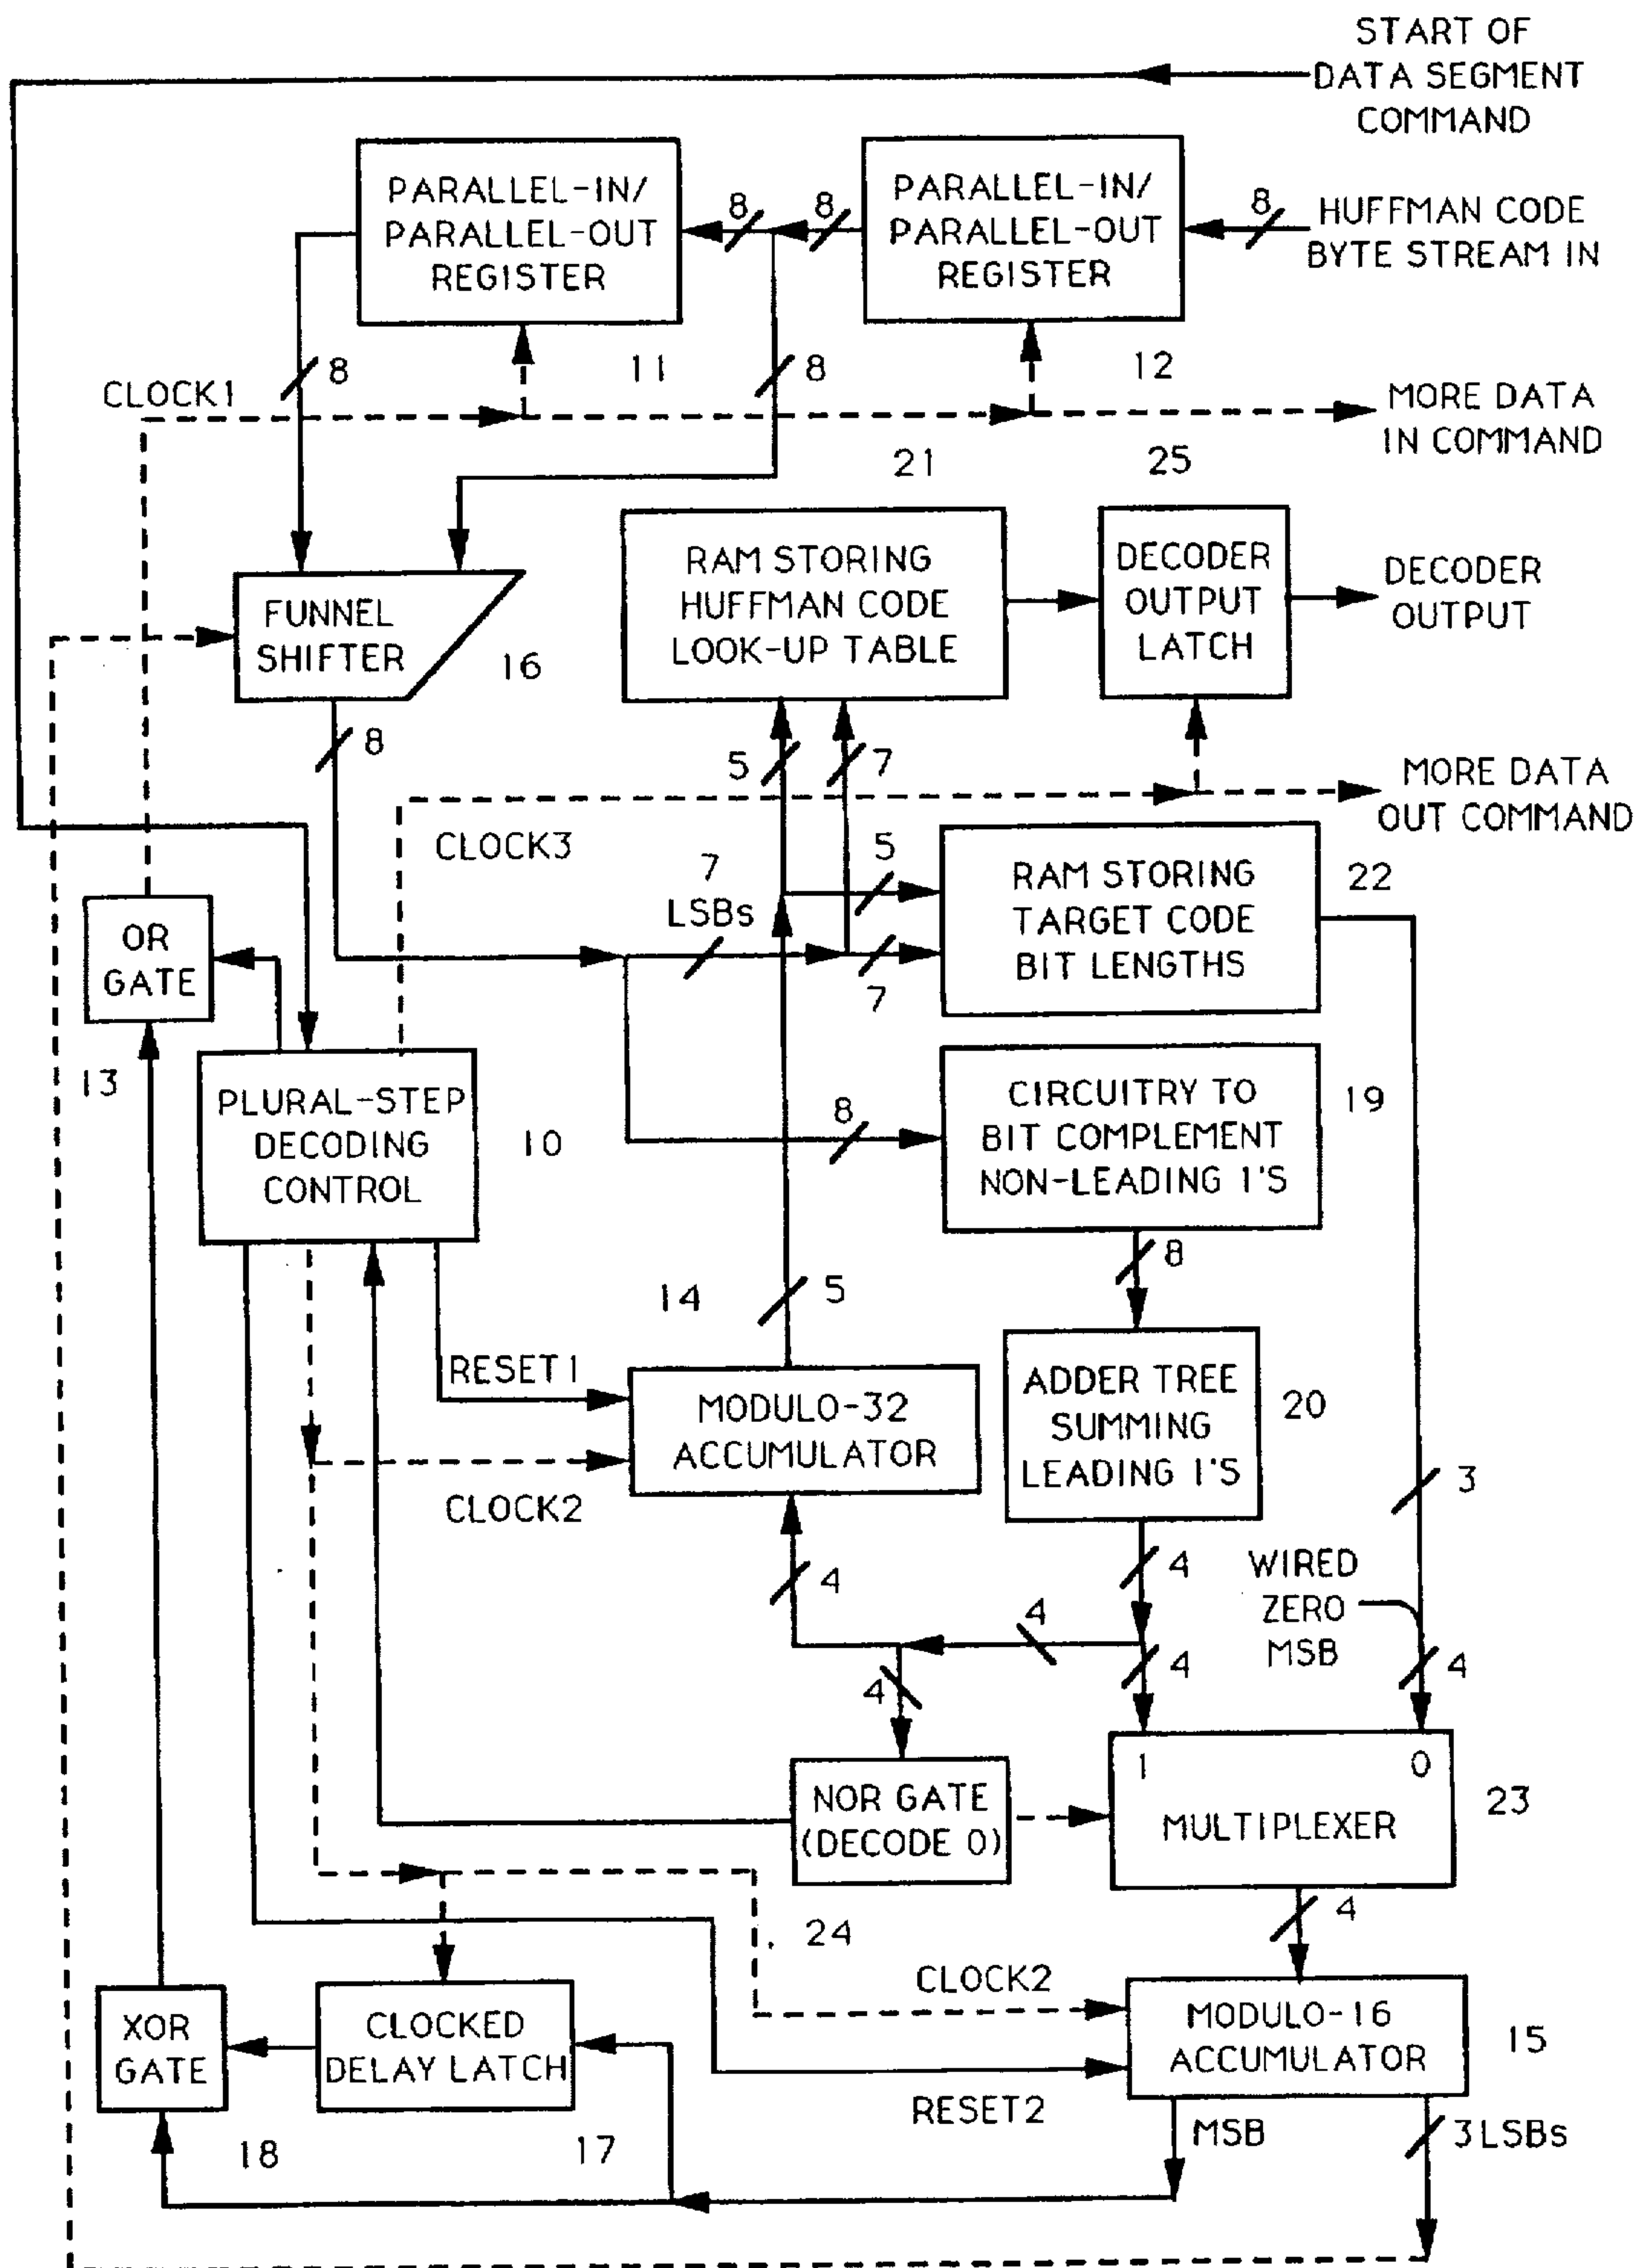 START OF
DATA SEGMENT
COMMAND
PARALLEL-IN/
PARALLEL-OUT
REGISTER
8
8
PARALLEL-IN/
PARALLEL-OUT
REGISTER
8
HUFFMAN CODE
BYTE STREAM IN
8
11
8
12
CLOCK1
MORE DATA
IN COMMAND
21
25
FUNNEL
SHIFTER
16
RAM STORING
HUFFMAN CODE
LOOK-UP TABLE
DECODER
OUTPUT
LATCH
DECODER
OUTPUT
8
5
7
MORE DATA
OUT COMMAND
CLOCK3
7
LSBs
5
7
RAM STORING
TARGET CODE
BIT LENGTHS
22
OR
GATE
13
PLURAL-STEP
DECODING
CONTROL
10
8
CIRCUITRY TO
BIT COMPLEMENT
NON-LEADING 1'S
19
8
14
5
RESET1
MODULO-32
ACCUMULATOR
ADDER TREE
SUMMING
LEADING 1'S
20
3
CLOCK2
4
4
4
WIRED
ZERO
MSB
4
4
4
NOR GATE
(DECODE 0)
1
0
MULTIPLEXER
23
24
4
CLOCK2
XOR
GATE
CLOCKED
DELAY LATCH
MODULO-16
ACCUMULATOR
15
RESET2
MSB
3LSBs
18
17